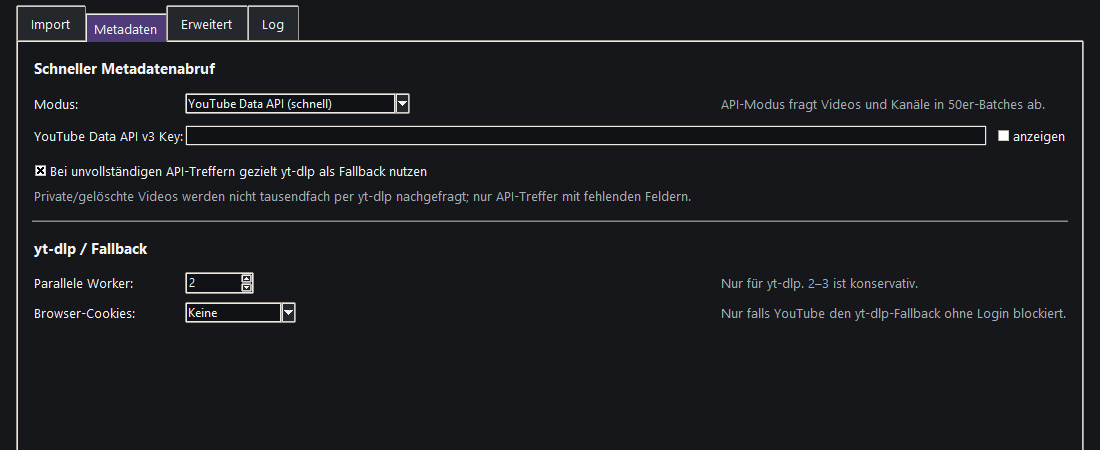 Import Metadaten Erweitert Log
Schneller Metadatenabruf
Modus: YouTube Data API (schnell) API-Modus fragt Videos und Kanäle in 50er-Batches ab.
YouTube Data API v3 Key: anzeigen
Bei unvollständigen API-Treffern gezielt yt-dlp als Fallback nutzen
Private/gelöschte Videos werden nicht tausendfach per yt-dlp nachgefragt; nur API-Treffer mit fehlenden Feldern.
yt-dlp / Fallback
Parallele Worker: 2 Nur für yt-dlp. 2–3 ist konservativ.
Browser-Cookies: Keine Nur falls YouTube den yt-dlp-Fallback ohne Login blockiert.